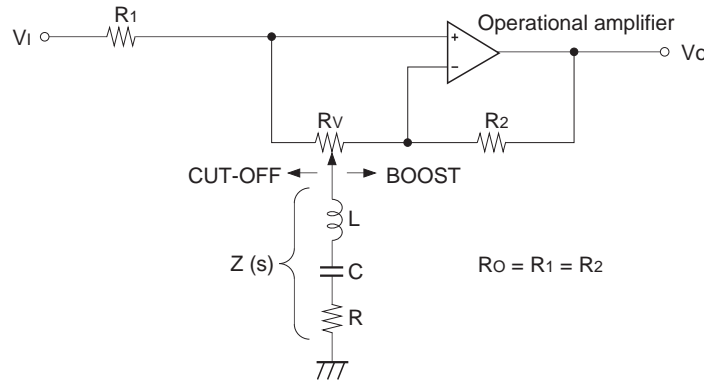 Operational amplifier
VI
R1
+
−
VO
RV
R2
CUT-OFF
BOOST
L
Z (s)
C
RO = R1 = R2
R